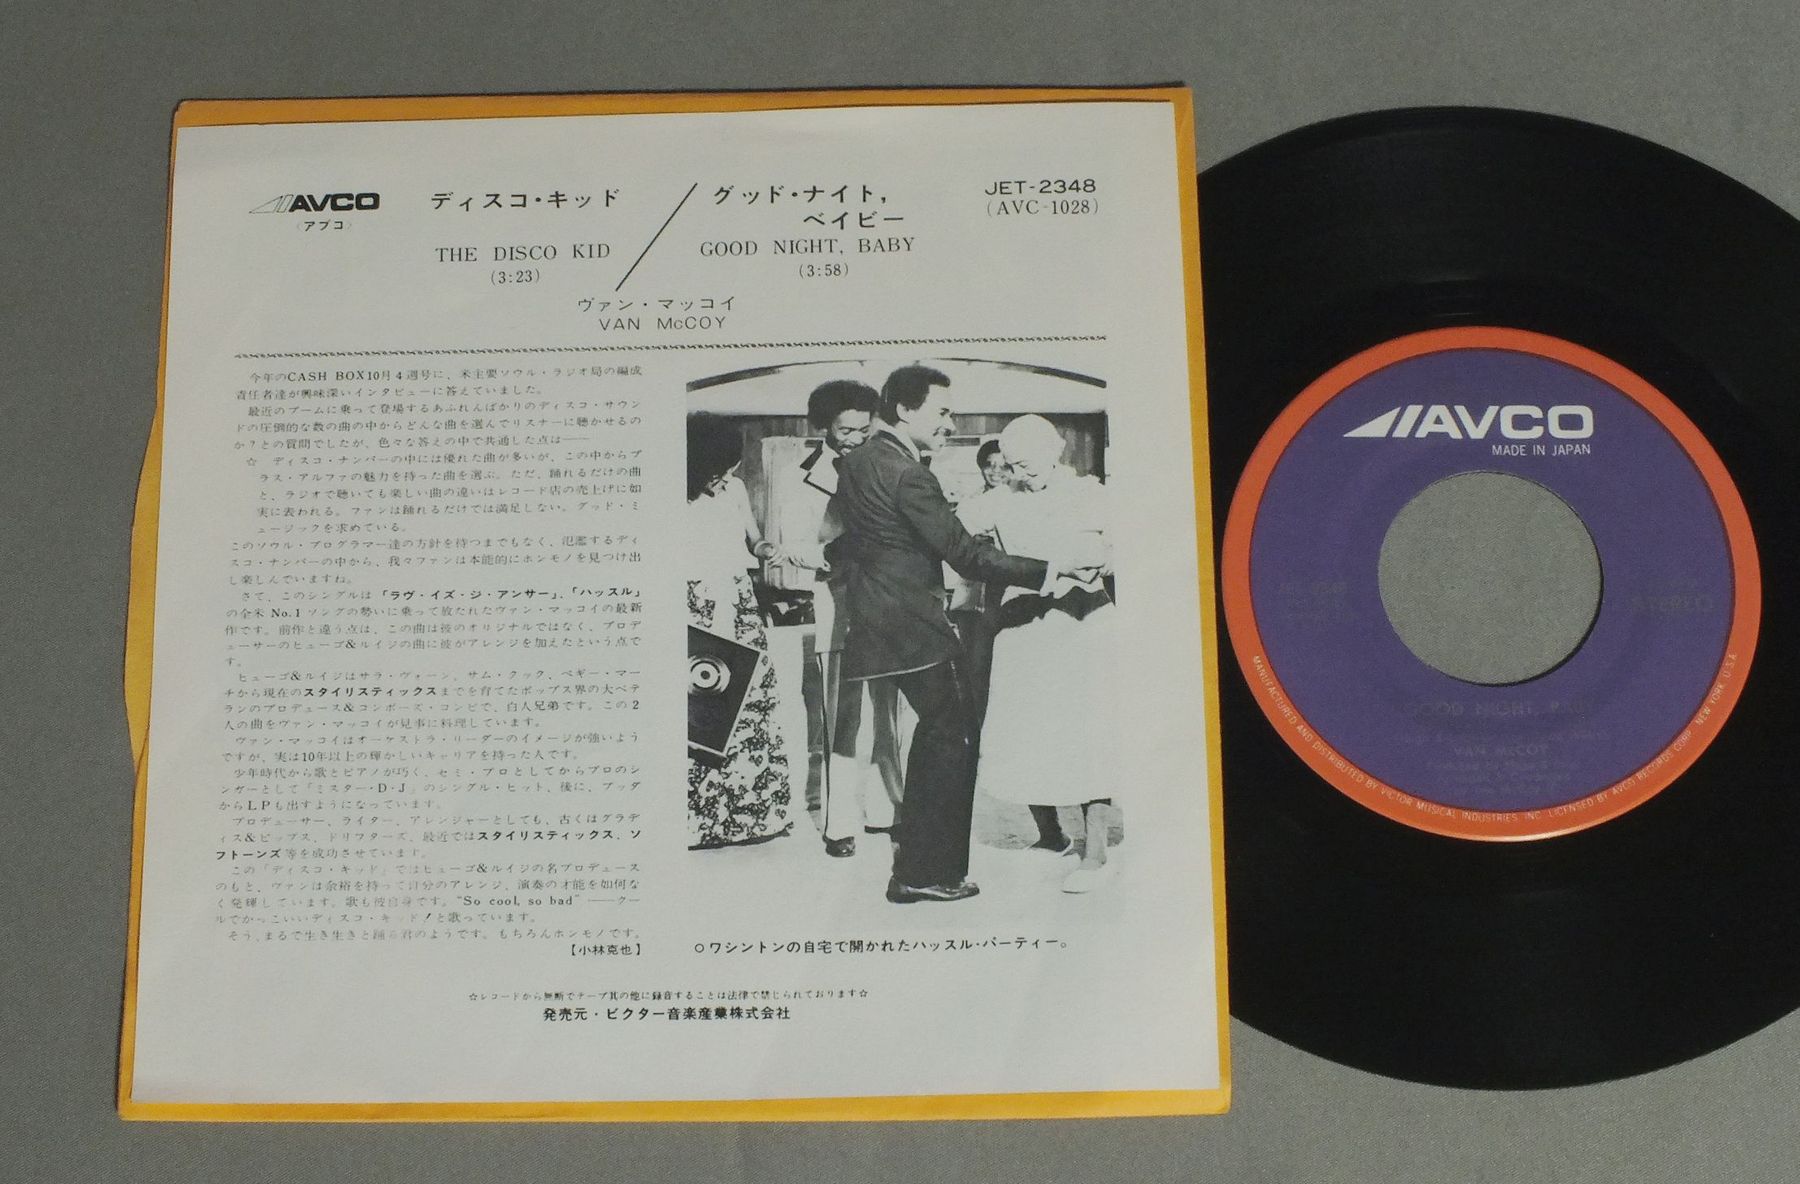 AVCO
〈アブコ〉
ディスコ・キッド
THE DISCO KID
(3:23)
グッド・ナイト,
ベイビー
GOOD NIGHT, BABY
(3:58)
JET-2348
(AVC-1028)
ヴァン・マッコイ
VAN McCOY
今年のCASH BOX10月4週号に、米主要ソウル・ラジオ局の編成
責任者達が興味深いインタビューに答えていました。
最近のブームに乗って登場するあふれんばかりのディスコ・サウン
ドの圧倒的な数の曲の中からどんな曲を選んでリスナーに聴かせるの
か?との質問でしたが、色々な答えの中で共通した点は──
☆ ディスコ・ナンバーの中には優れた曲が多いが、この中からプ
ラス・アルファの魅力を持った曲を選ぶ。ただ、踊れるだけの曲
と、ラジオで聴いても楽しい曲の違いはレコード店の売上げに如
実に表われる。ファンは踊れるだけでは満足しない。グッド・ミ
ュージックを求めている。
このソウル・プログラマー達の方針を待つまでもなく、氾濫するディ
スコ・ナンバーの中から、我々ファンは本能的にホンモノを見つけ出
し楽しんでいますね。
さて、このシングルは「ラヴ・イズ・ジ・アンサー」、「ハッスル」
の全米No.1ソングの勢いに乗って放たれたヴァン・マッコイの最新
作です。前作と違う点は、この曲は彼のオリジナルではなく、プロデ
ューサーのヒューゴ&ルイジの曲に彼がアレンジを加えたという点で
す。
ヒューゴ&ルイジはサラ・ヴォーン、サム・クック、ペギー・マー
チから現在のスタイリスティックスまでを育てたポップス界の大ベテ
ランのプロデュース&コンポーズ・コンビで、白人兄弟です。この2
人の曲をヴァン・マッコイが見事に料理しています。
ヴァン・マッコイはオーケストラ・リーダーのイメージが強いよう
ですが、実は10年以上の輝かしいキャリアを持った人です。
少年時代から歌とピアノが巧く、セミ・プロとしてからプロのシ
ンガーとして「ミスター・D・J」のシングル・ヒット、後に、ブッダ
からLPも出すようになっています。
プロデューサー、ライター、アレンジャーとしても、古くはグラデ
ィス&ピップス、ドリフターズ、最近ではスタイリスティックス、ソ
フトーンズ等を成功させています。
この「ディスコ・キッド」ではヒューゴ&ルイジの名プロデュース
のもと、ヴァンは余裕を持って自分のアレンジ、演奏の才能を如何な
く発輝しています。歌も彼自身です。"So cool, so bad"──クー
ルでかっこいいディスコ・キッド!と歌っています。
そう、まるで生き生きと踊る君のようです。もちろんホンモノです。
【小林克也】
○ワシントンの自宅で開かれたハッスル・パーティー。
☆レコードから無断でテープ其の他に録音することは法律で禁じられております☆
発売元・ビクター音楽産業株式会社
AVCO
MADE IN JAPAN
GOOD NIGHT, BABY
VAN McCOY
MANUFACTURED AND DISTRIBUTED BY VICTOR MUSICAL INDUSTRIES, INC. LICENSED BY AVCO RECORDS CORP. NEW YORK, U.S.A.